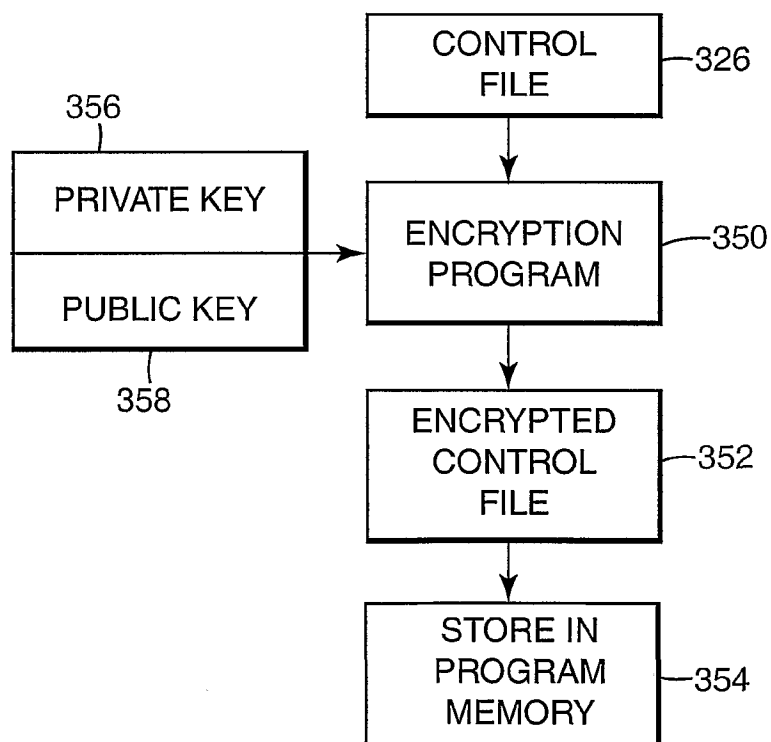 CONTROL
FILE
326
356
PRIVATE KEY
PUBLIC KEY
358
ENCRYPTION
PROGRAM
350
ENCRYPTED
CONTROL
FILE
352
STORE IN
PROGRAM
MEMORY
354